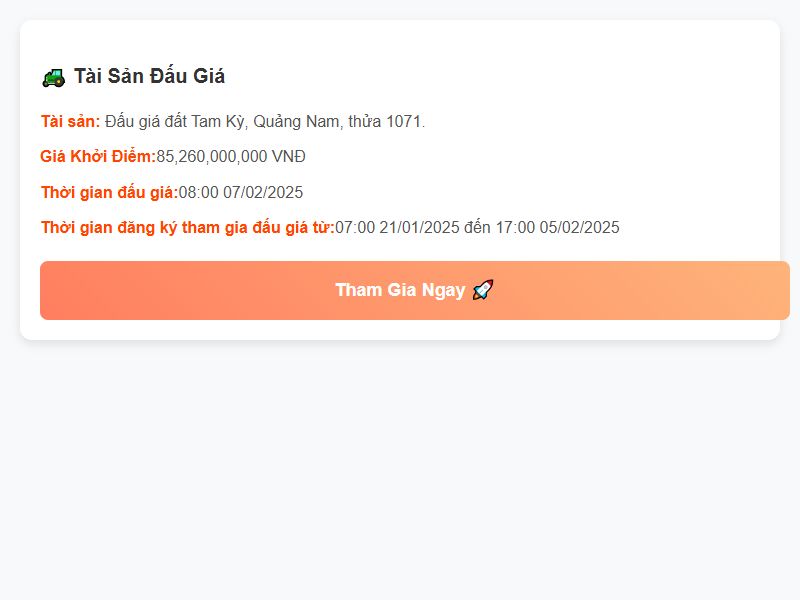 Tài Sản Đấu Giá
Tài sản: Đấu giá đất Tam Kỳ, Quảng Nam, thửa 1071.
Giá Khởi Điểm:85,260,000,000 VNĐ
Thời gian đấu giá:08:00 07/02/2025
Thời gian đăng ký tham gia đấu giá từ:07:00 21/01/2025 đến 17:00 05/02/2025
Tham Gia Ngay